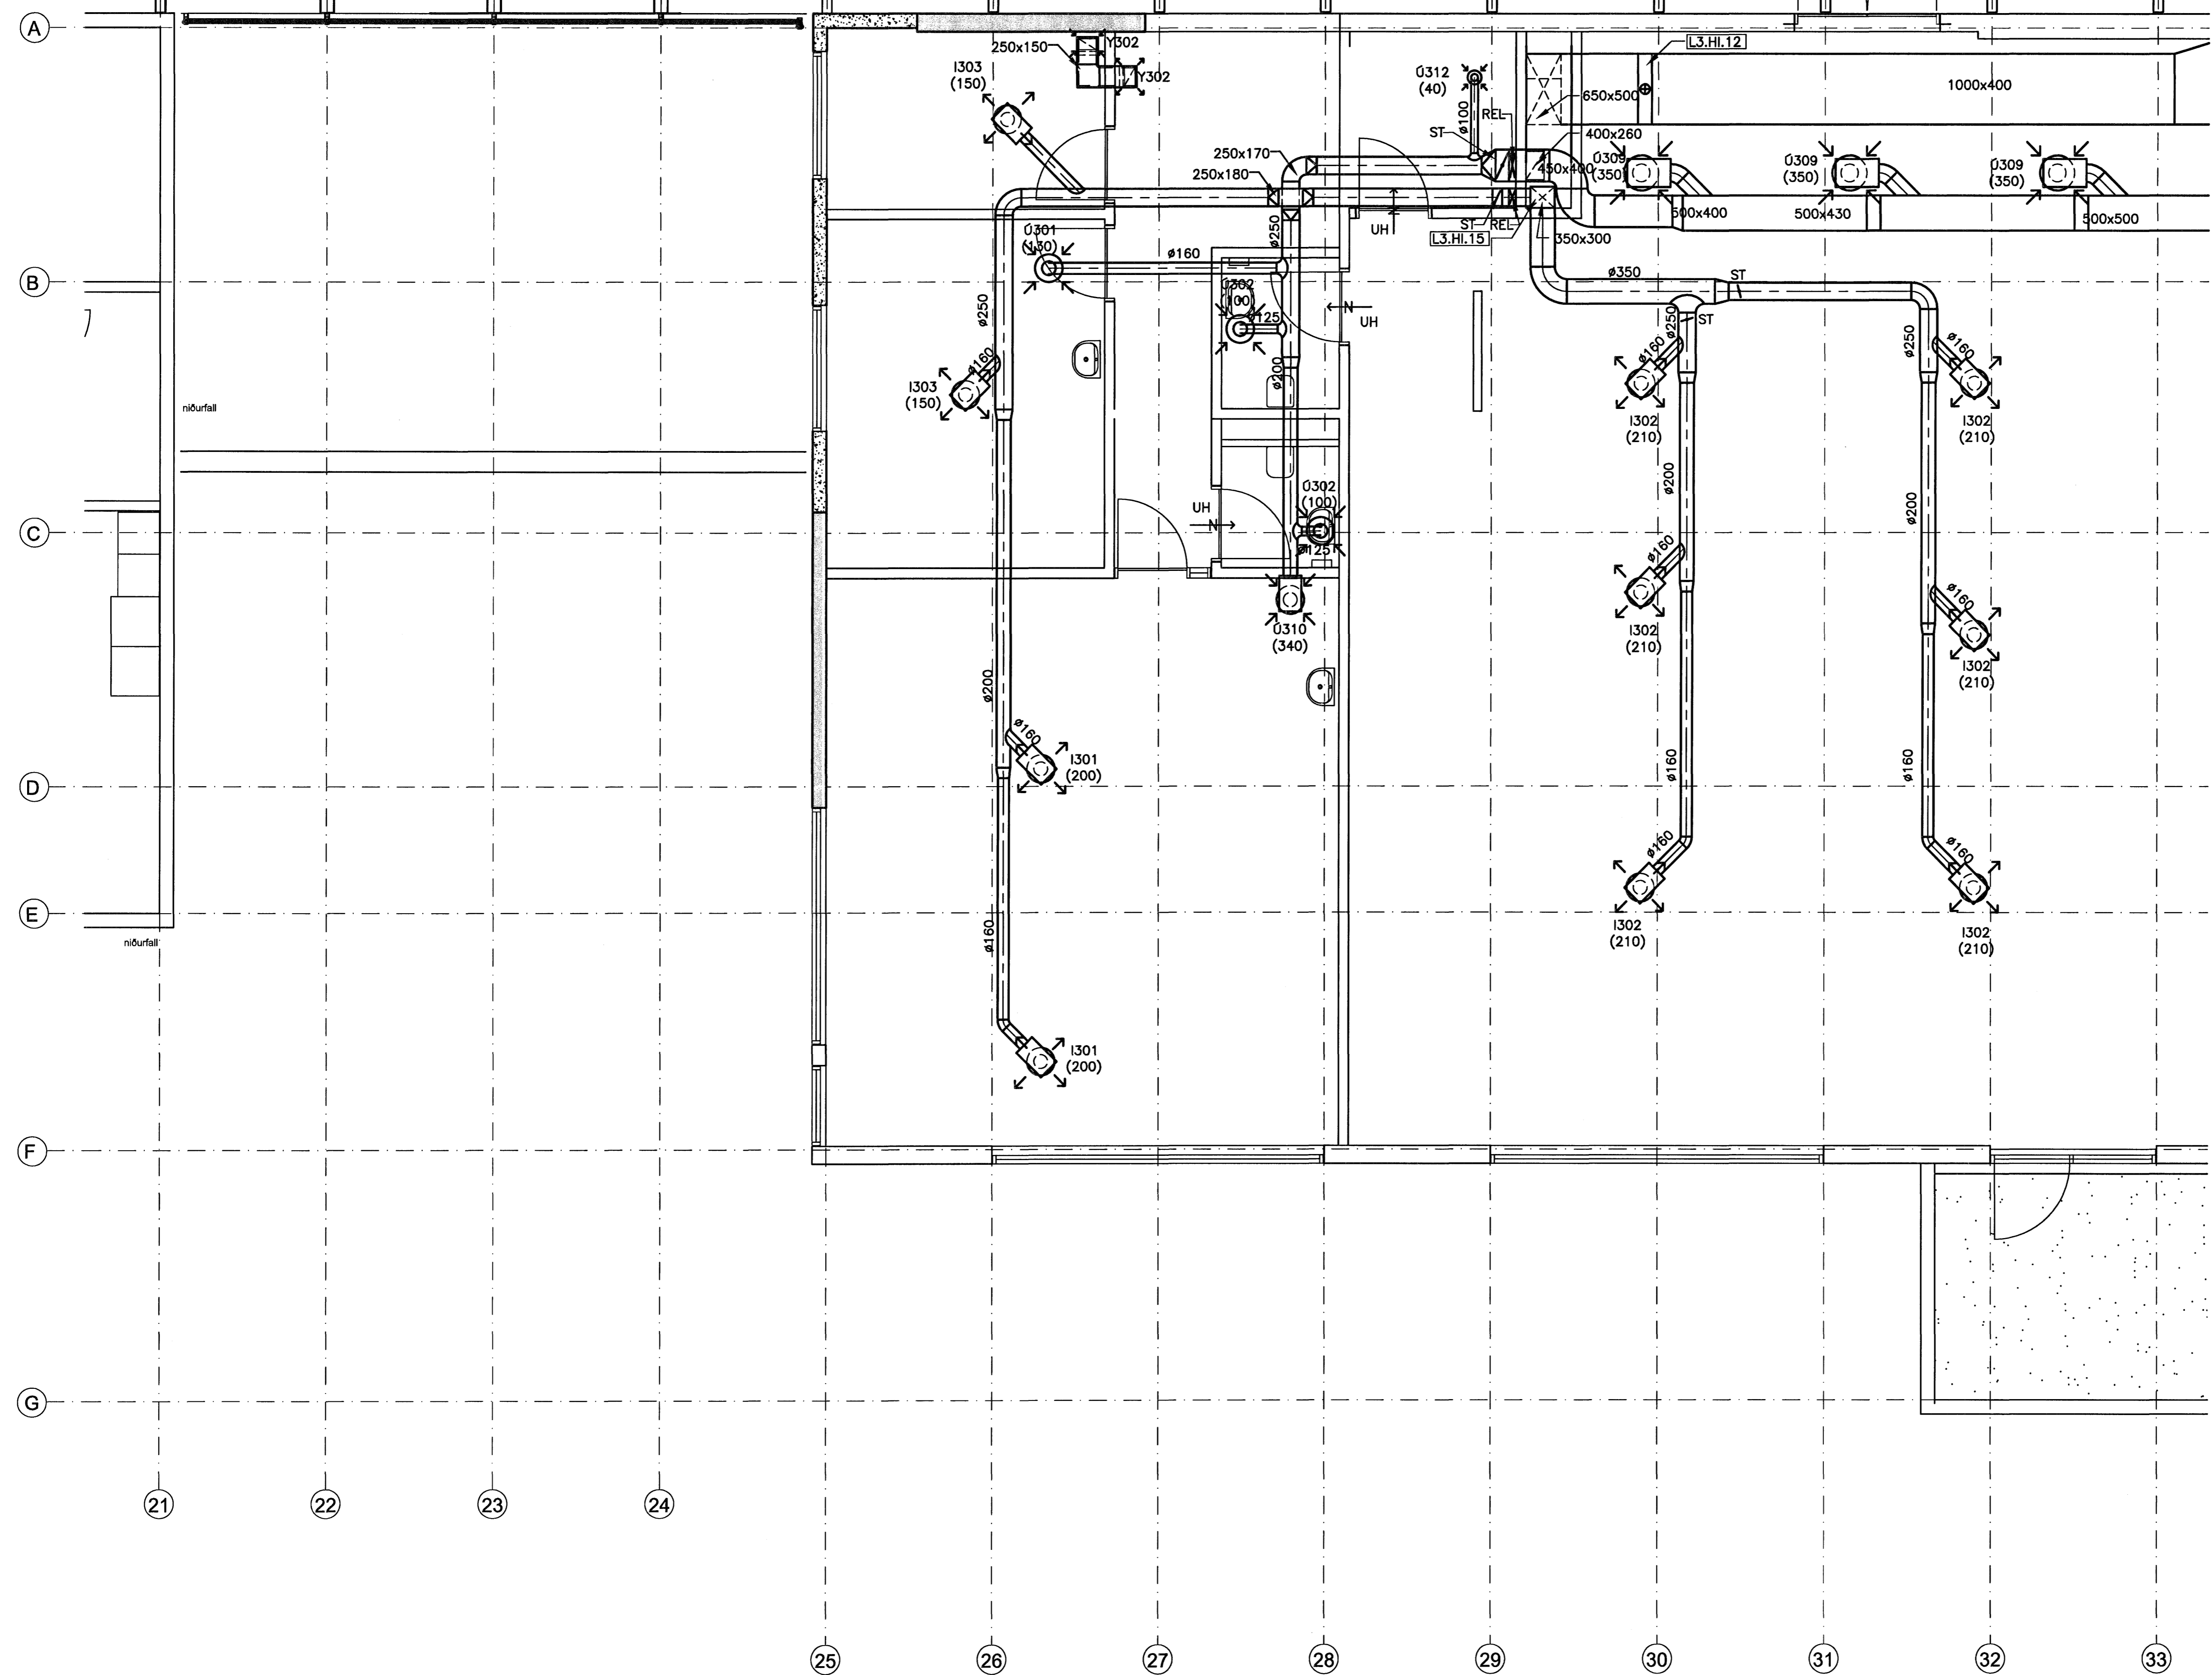 A
250x150
Y302
Y302
I303
(150)
Ú312
(40)
ø100
L3.HI.12
1000x400
650x500
REL
ST
400x260
250x170
250x180
450x400
Ú309
(350)
Ú309
(350)
Ú309
(350)
500x400
500x430
500x500
UH
ST
REL
L3.HI.15
350x300
Ú301
(130)
ø250
ø160
ø350
ST
B
Ú302
(100)
ø125
N
UH
ø250
ø250
ST
ø250
ø160
I303
(150)
niðurfall
ø200
ø160
I302
(210)
ø160
I302
(210)
ø200
ø200
Ú302
(100)
ø125
UH
N
C
ø160
I302
(210)
ø160
I302
(210)
Ú310
(340)
ø200
ø160
I301
(200)
ø160
ø160
D
ø160
I302
(210)
ø160
I302
(210)
E
niðurfall
ø160
I301
(200)
F
G
21
22
23
24
25
26
27
28
29
30
31
32
33